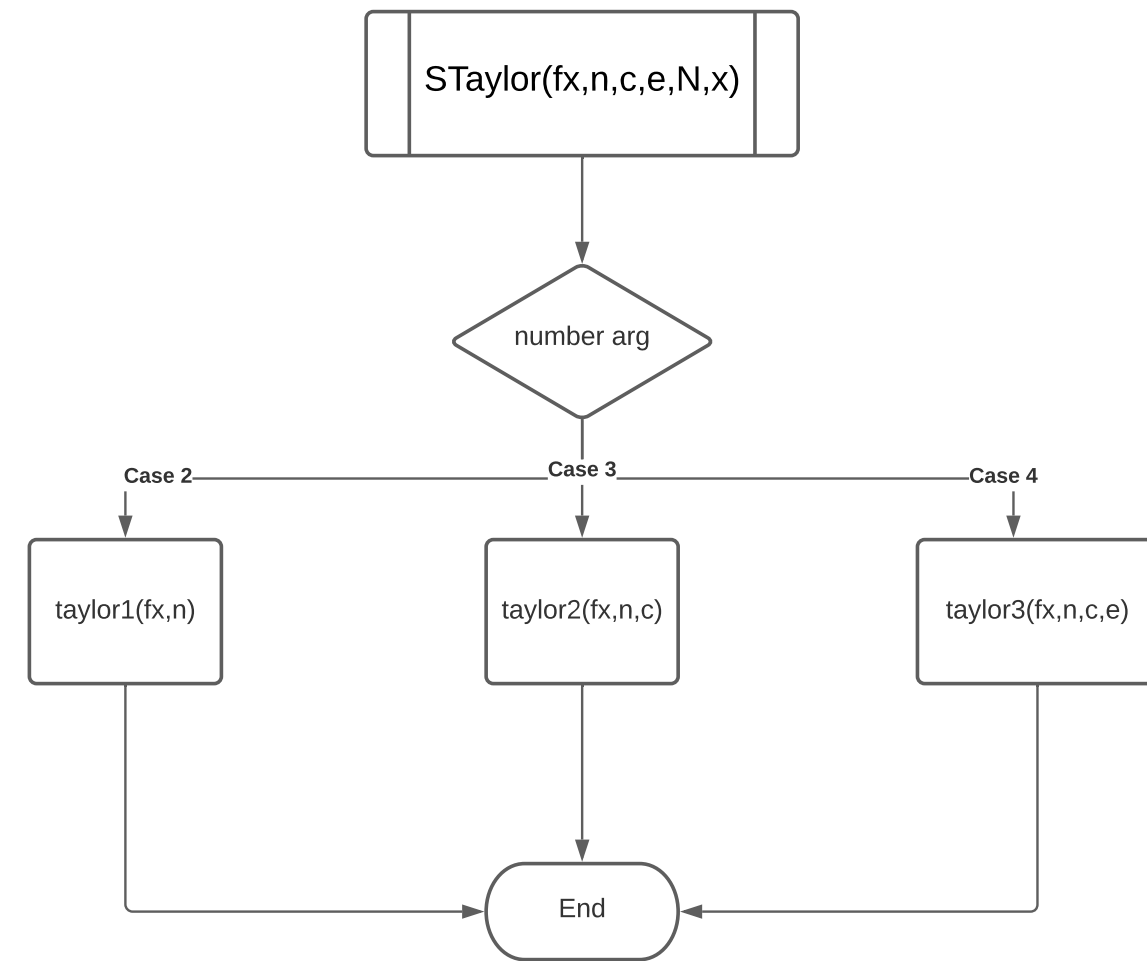 STaylor(fx,n,c,e,N,x)
number arg
Case 2
Case 3
Case 4
taylor1(fx,n)
taylor2(fx,n,c)
taylor3(fx,n,c,e)
End